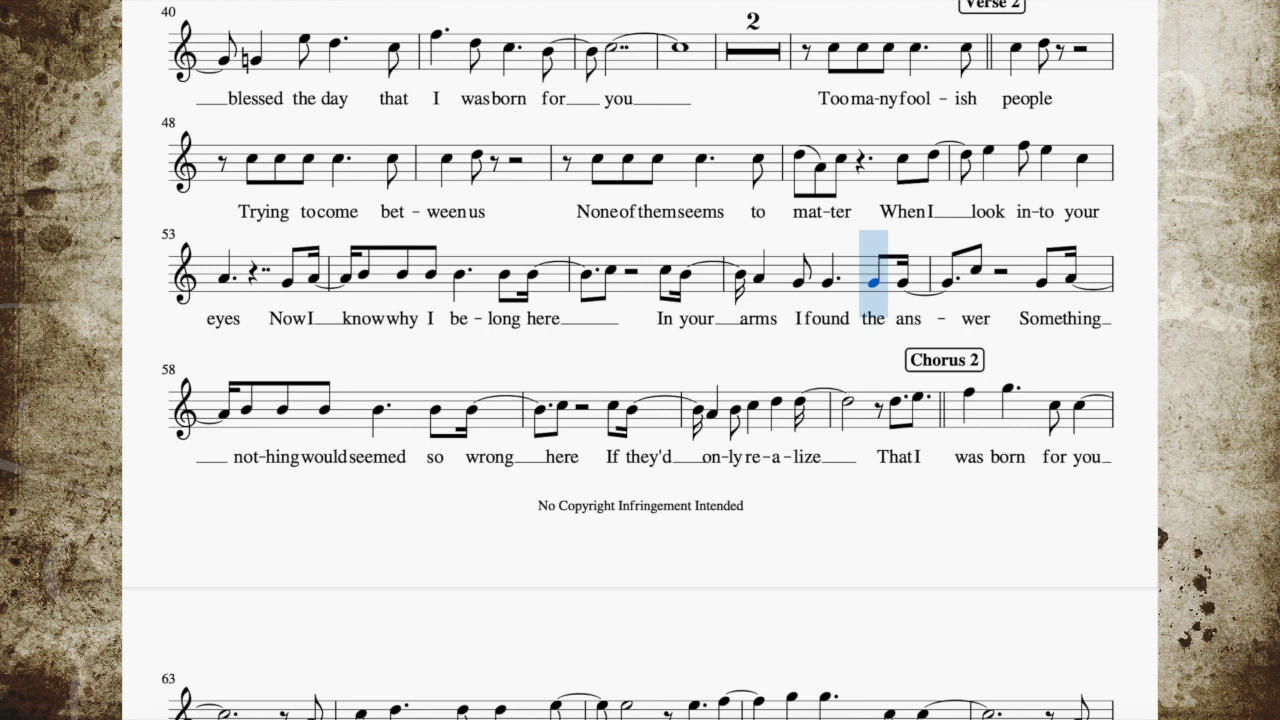 Verse 2
40
2
blessed the day that I was born for you Too ma-ny fool - ish people
48
Trying to come bet - ween us None of them seems to mat-ter When I look in-to your
53
eyes Now I know why I be - long here In your arms I found the ans - wer Something
Chorus 2
58
not-hing would seemed so wrong here If they'd on-ly re-a-lize That I was born for you
No Copyright Infringement Intended
63